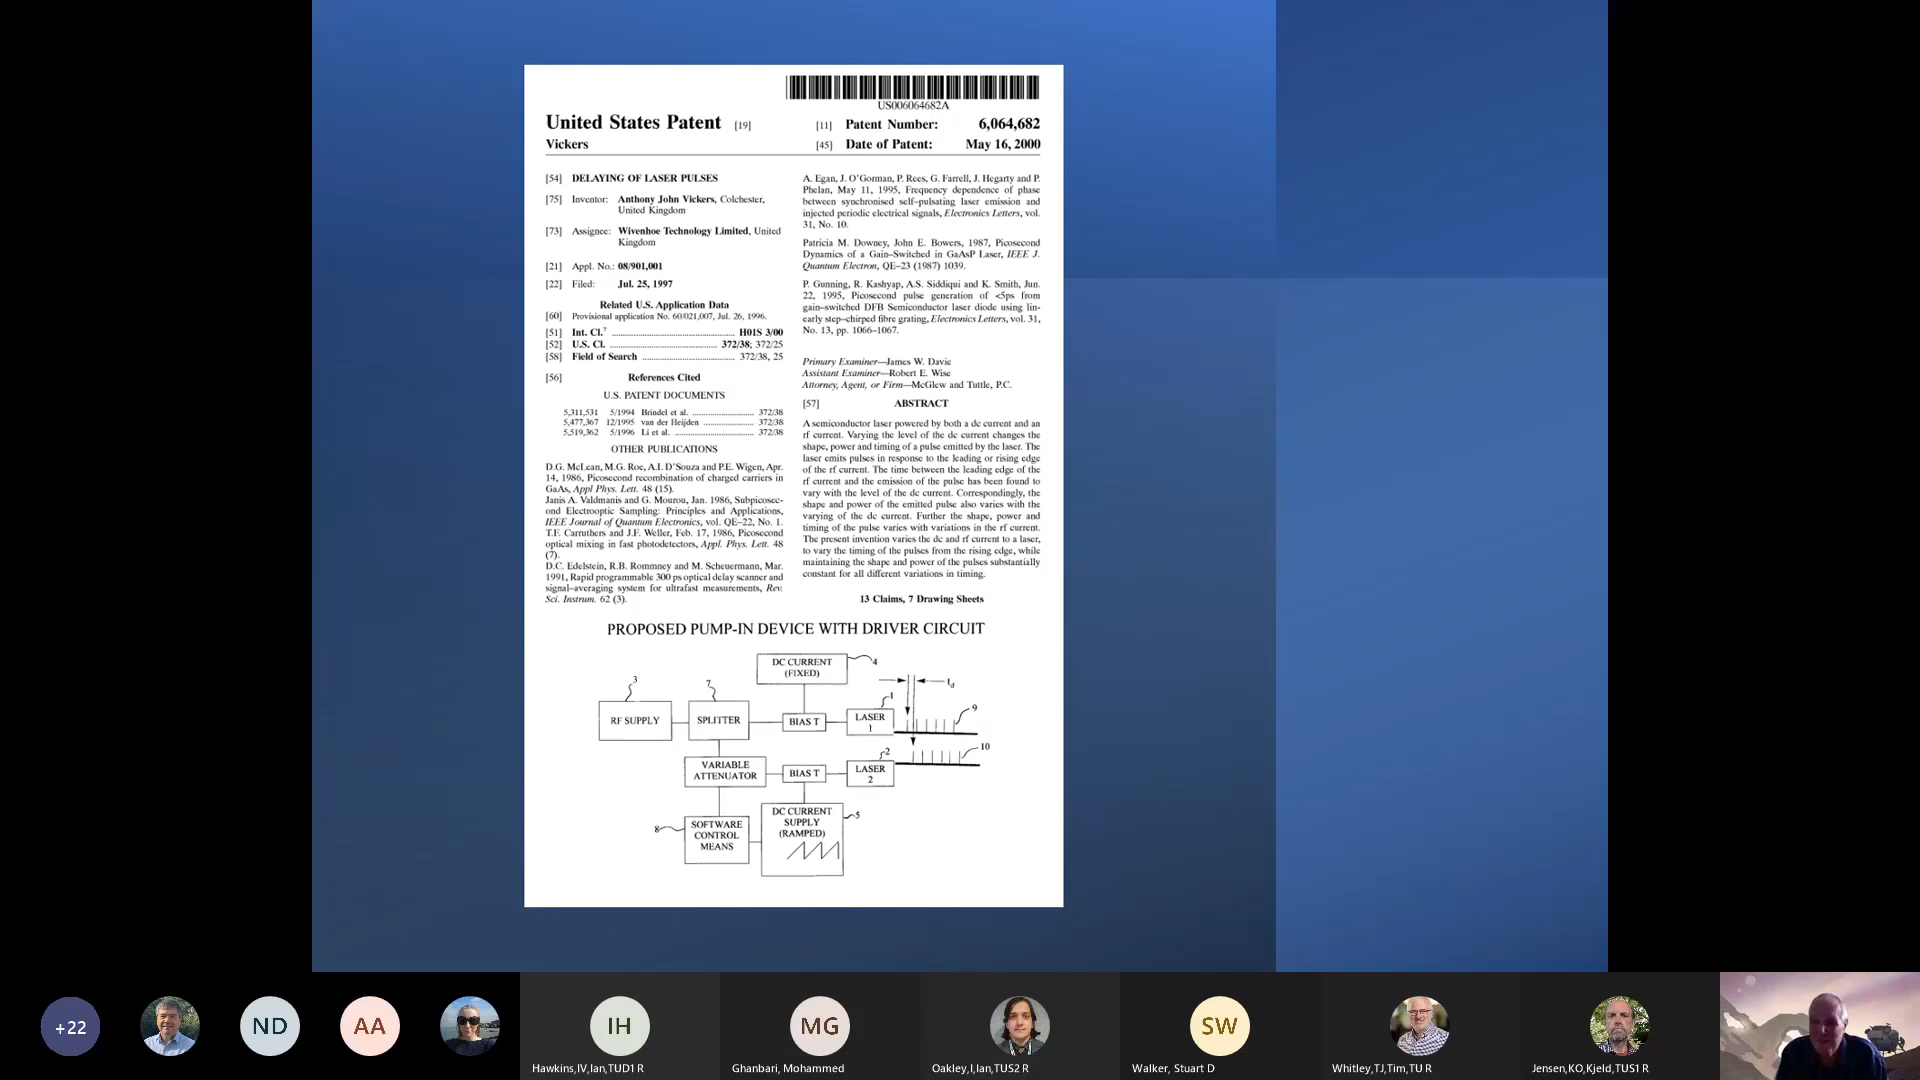 US006064682A
United States Patent [19]
Vickers
[11] Patent Number: 6,064,682
[45] Date of Patent: May 16, 2000
[54] DELAYING OF LASER PULSES
[75] Inventor: Anthony John Vickers, Colchester,
United Kingdom
[73] Assignee: Wivenhoe Technology Limited, United
Kingdom
[21] Appl. No.: 08/901,001
[22] Filed: Jul. 25, 1997
Related U.S. Application Data
[60] Provisional application No. 60/021,007, Jul. 26, 1996.
[51] Int. Cl.7 ................ H01S 3/00
[52] U.S. Cl. ................ 372/38; 372/25
[58] Field of Search ................ 372/38, 25
[56] References Cited
U.S. PATENT DOCUMENTS
5,311,531 5/1994 Brindel et al. ................ 372/38
5,477,367 12/1995 van der Heijden ................ 372/38
5,519,362 5/1996 Li et al. ................ 372/38
OTHER PUBLICATIONS
D.G. McLean, M.G. Roe, A.I. D'Souza and P.E. Wigen, Apr.
14, 1986, Picosecond recombination of charged carriers in
GaAs, Appl Phys. Lett. 48 (15).
Janis A. Valdmanis and G. Mourou, Jan. 1986, Subpicosec-
ond Electrooptic Sampling: Principles and Applications,
IEEE Journal of Quantum Electronics, vol. QE–22, No. 1.
T.F. Carruthers and J.F. Weller, Feb. 17, 1986, Picosecond
optical mixing in fast photodetectors, Appl. Phys. Lett. 48
(7).
D.C. Edelstein, R.B. Rommney and M. Scheuermann, Mar.
1991, Rapid programmable 300 ps optical delay scanner and
signal–averaging system for ultrafast measurements, Rev.
Sci. Instrum. 62 (3).
A. Egan, J. O'Gorman, P. Rees, G. Farrell, J. Hegarty and P.
Phelan, May 11, 1995, Frequency dependence of phase
between synchronised self–pulsating laser emission and
injected periodic electrical signals, Electronics Letters, vol.
31, No. 10.
Patricia M. Downey, John E. Bowers, 1987, Picosecond
Dynamics of a Gain–Switched in GaAsP Laser, IEEE J.
Quantum Electron, QE–23 (1987) 1039.
P. Gunning, R. Kashyap, A.S. Siddiqui and K. Smith, Jun.
22, 1995, Picosecond pulse generation of <5ps from
gain–switched DFB Semiconductor laser diode using lin-
early step–chirped fibre grating, Electronics Letters, vol. 31,
No. 13, pp. 1066–1067.
Primary Examiner—James W. Davie
Assistant Examiner—Robert E. Wise
Attorney, Agent, or Firm—McGlew and Tuttle, P.C.
[57] ABSTRACT
A semiconductor laser powered by both a dc current and an
rf current. Varying the level of the dc current changes the
shape, power and timing of a pulse emitted by the laser. The
laser emits pulses in response to the leading or rising edge
of the rf current. The time between the leading edge of the
rf current and the emission of the pulse has been found to
vary with the level of the dc current. Correspondingly, the
shape and power of the emitted pulse also varies with the
varying of the dc current. Further the shape, power and
timing of the pulse varies with variations in the rf current.
The present invention varies the dc and rf current to a laser,
to vary the timing of the pulses from the rising edge, while
maintaining the shape and power of the pulses substantially
constant for all different variations in timing.
13 Claims, 7 Drawing Sheets
PROPOSED PUMP-IN DEVICE WITH DRIVER CIRCUIT
DC CURRENT
(FIXED)
4
td
3
7
1
9
RF SUPPLY
SPLITTER
BIAS T
LASER
1
2
10
VARIABLE
ATTENUATOR
BIAS T
LASER
2
8
SOFTWARE
CONTROL
MEANS
DC CURRENT
SUPPLY
(RAMPED)
5
+22
ND
AA
IH
MG
SW
Hawkins,IV,Ian,TUD1 R
Ghanbari, Mohammed
Oakley,I,Ian,TUS2 R
Walker, Stuart D
Whitley,TJ,Tim,TU R
Jensen,KO,Kjeld,TUS1 R